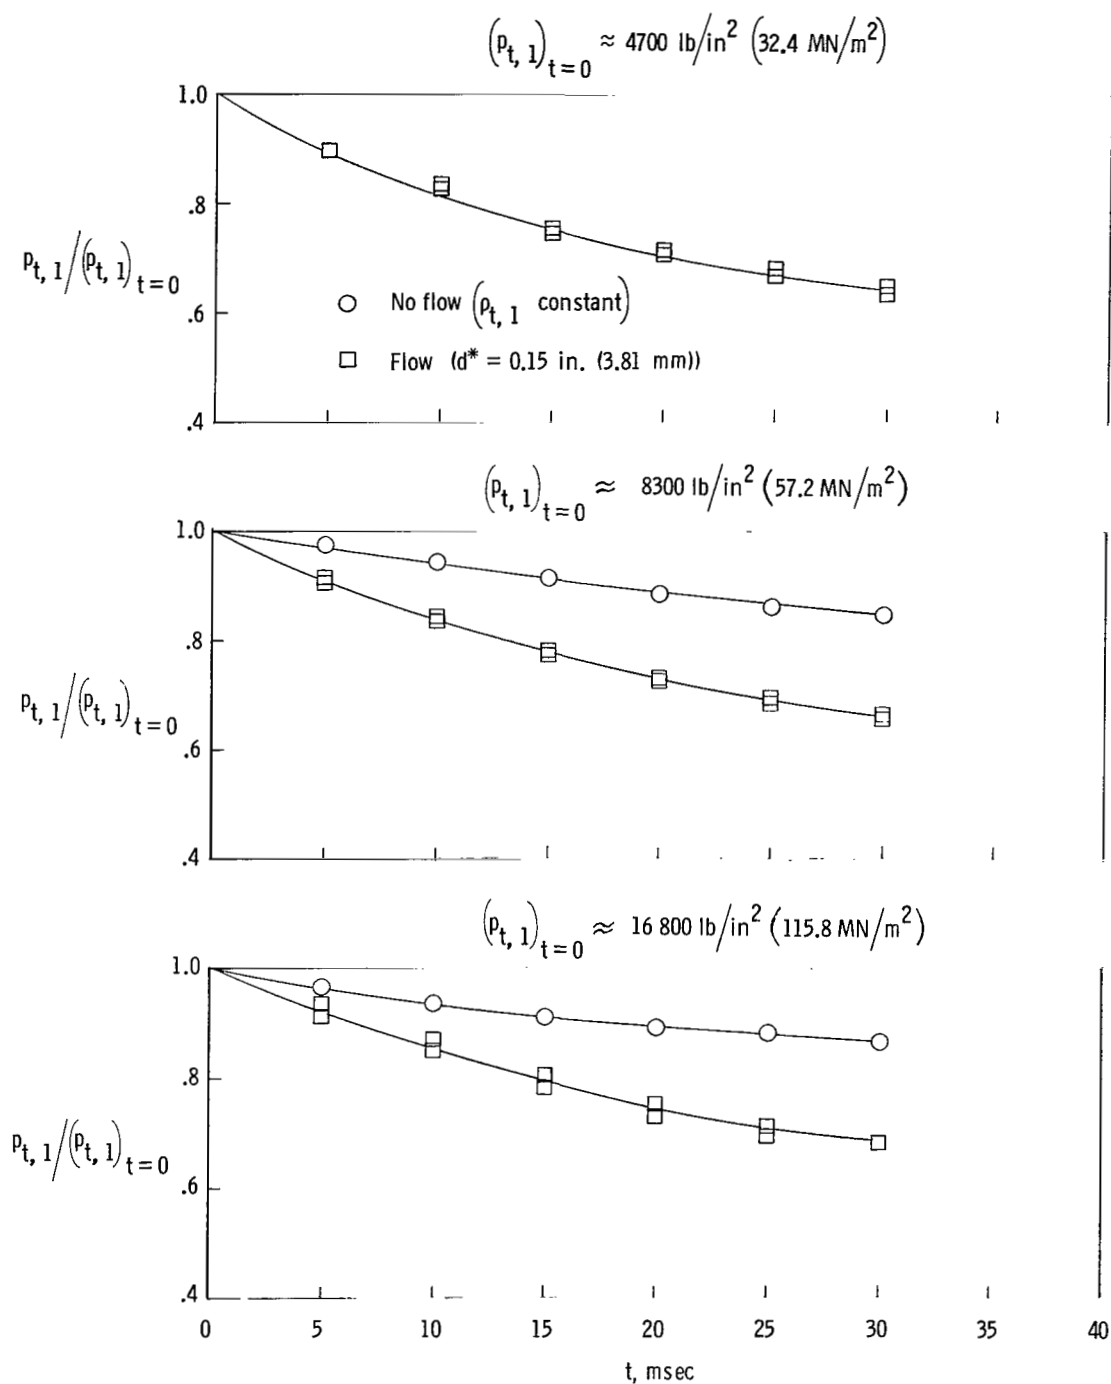 (p_t, 1)_t=0 ≈ 4700 lb/in² (32.4 MN/m²)
1.0
.8
p_t, 1/(p_t, 1)_t=0
○ No flow (ρ_t, 1 constant)
.6
□ Flow (d* = 0.15 in. (3.81 mm))
.4
(p_t, 1)_t=0 ≈ 8300 lb/in² (57.2 MN/m²)
1.0
.8
p_t, 1/(p_t, 1)_t=0
.6
.4
(p_t, 1)_t=0 ≈ 16 800 lb/in² (115.8 MN/m²)
1.0
.8
p_t, 1/(p_t, 1)_t=0
.6
.4
0 5 10 15 20 25 30 35 40
t, msec